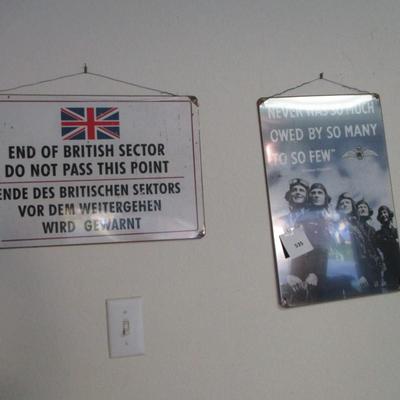 END OF BRITISH SECTOR
DO NOT PASS THIS POINT
ENDE DES BRITISCHEN SEKTORS
VOR DEM WEITERGEHEN
WIRD GEWARNT
"NEVER WAS SO MUCH
OWED BY SO MANY
TO SO FEW"
535